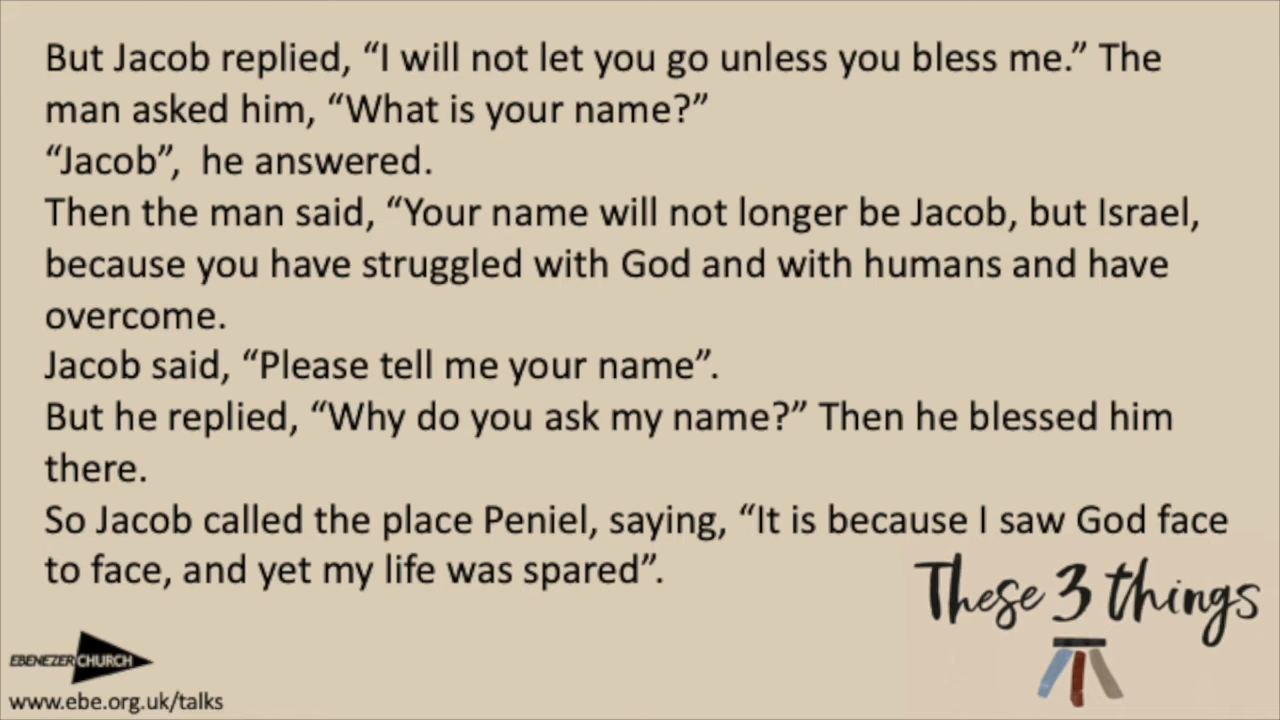 But Jacob replied, “I will not let you go unless you bless me.” The
man asked him, “What is your name?”
“Jacob”,  he answered.
Then the man said, “Your name will not longer be Jacob, but Israel,
because you have struggled with God and with humans and have
overcome.
Jacob said, “Please tell me your name”.
But he replied, “Why do you ask my name?” Then he blessed him
there.
So Jacob called the place Peniel, saying, “It is because I saw God face
to face, and yet my life was spared”.
These 3 things
EBENEZER CHURCH
www.ebe.org.uk/talks